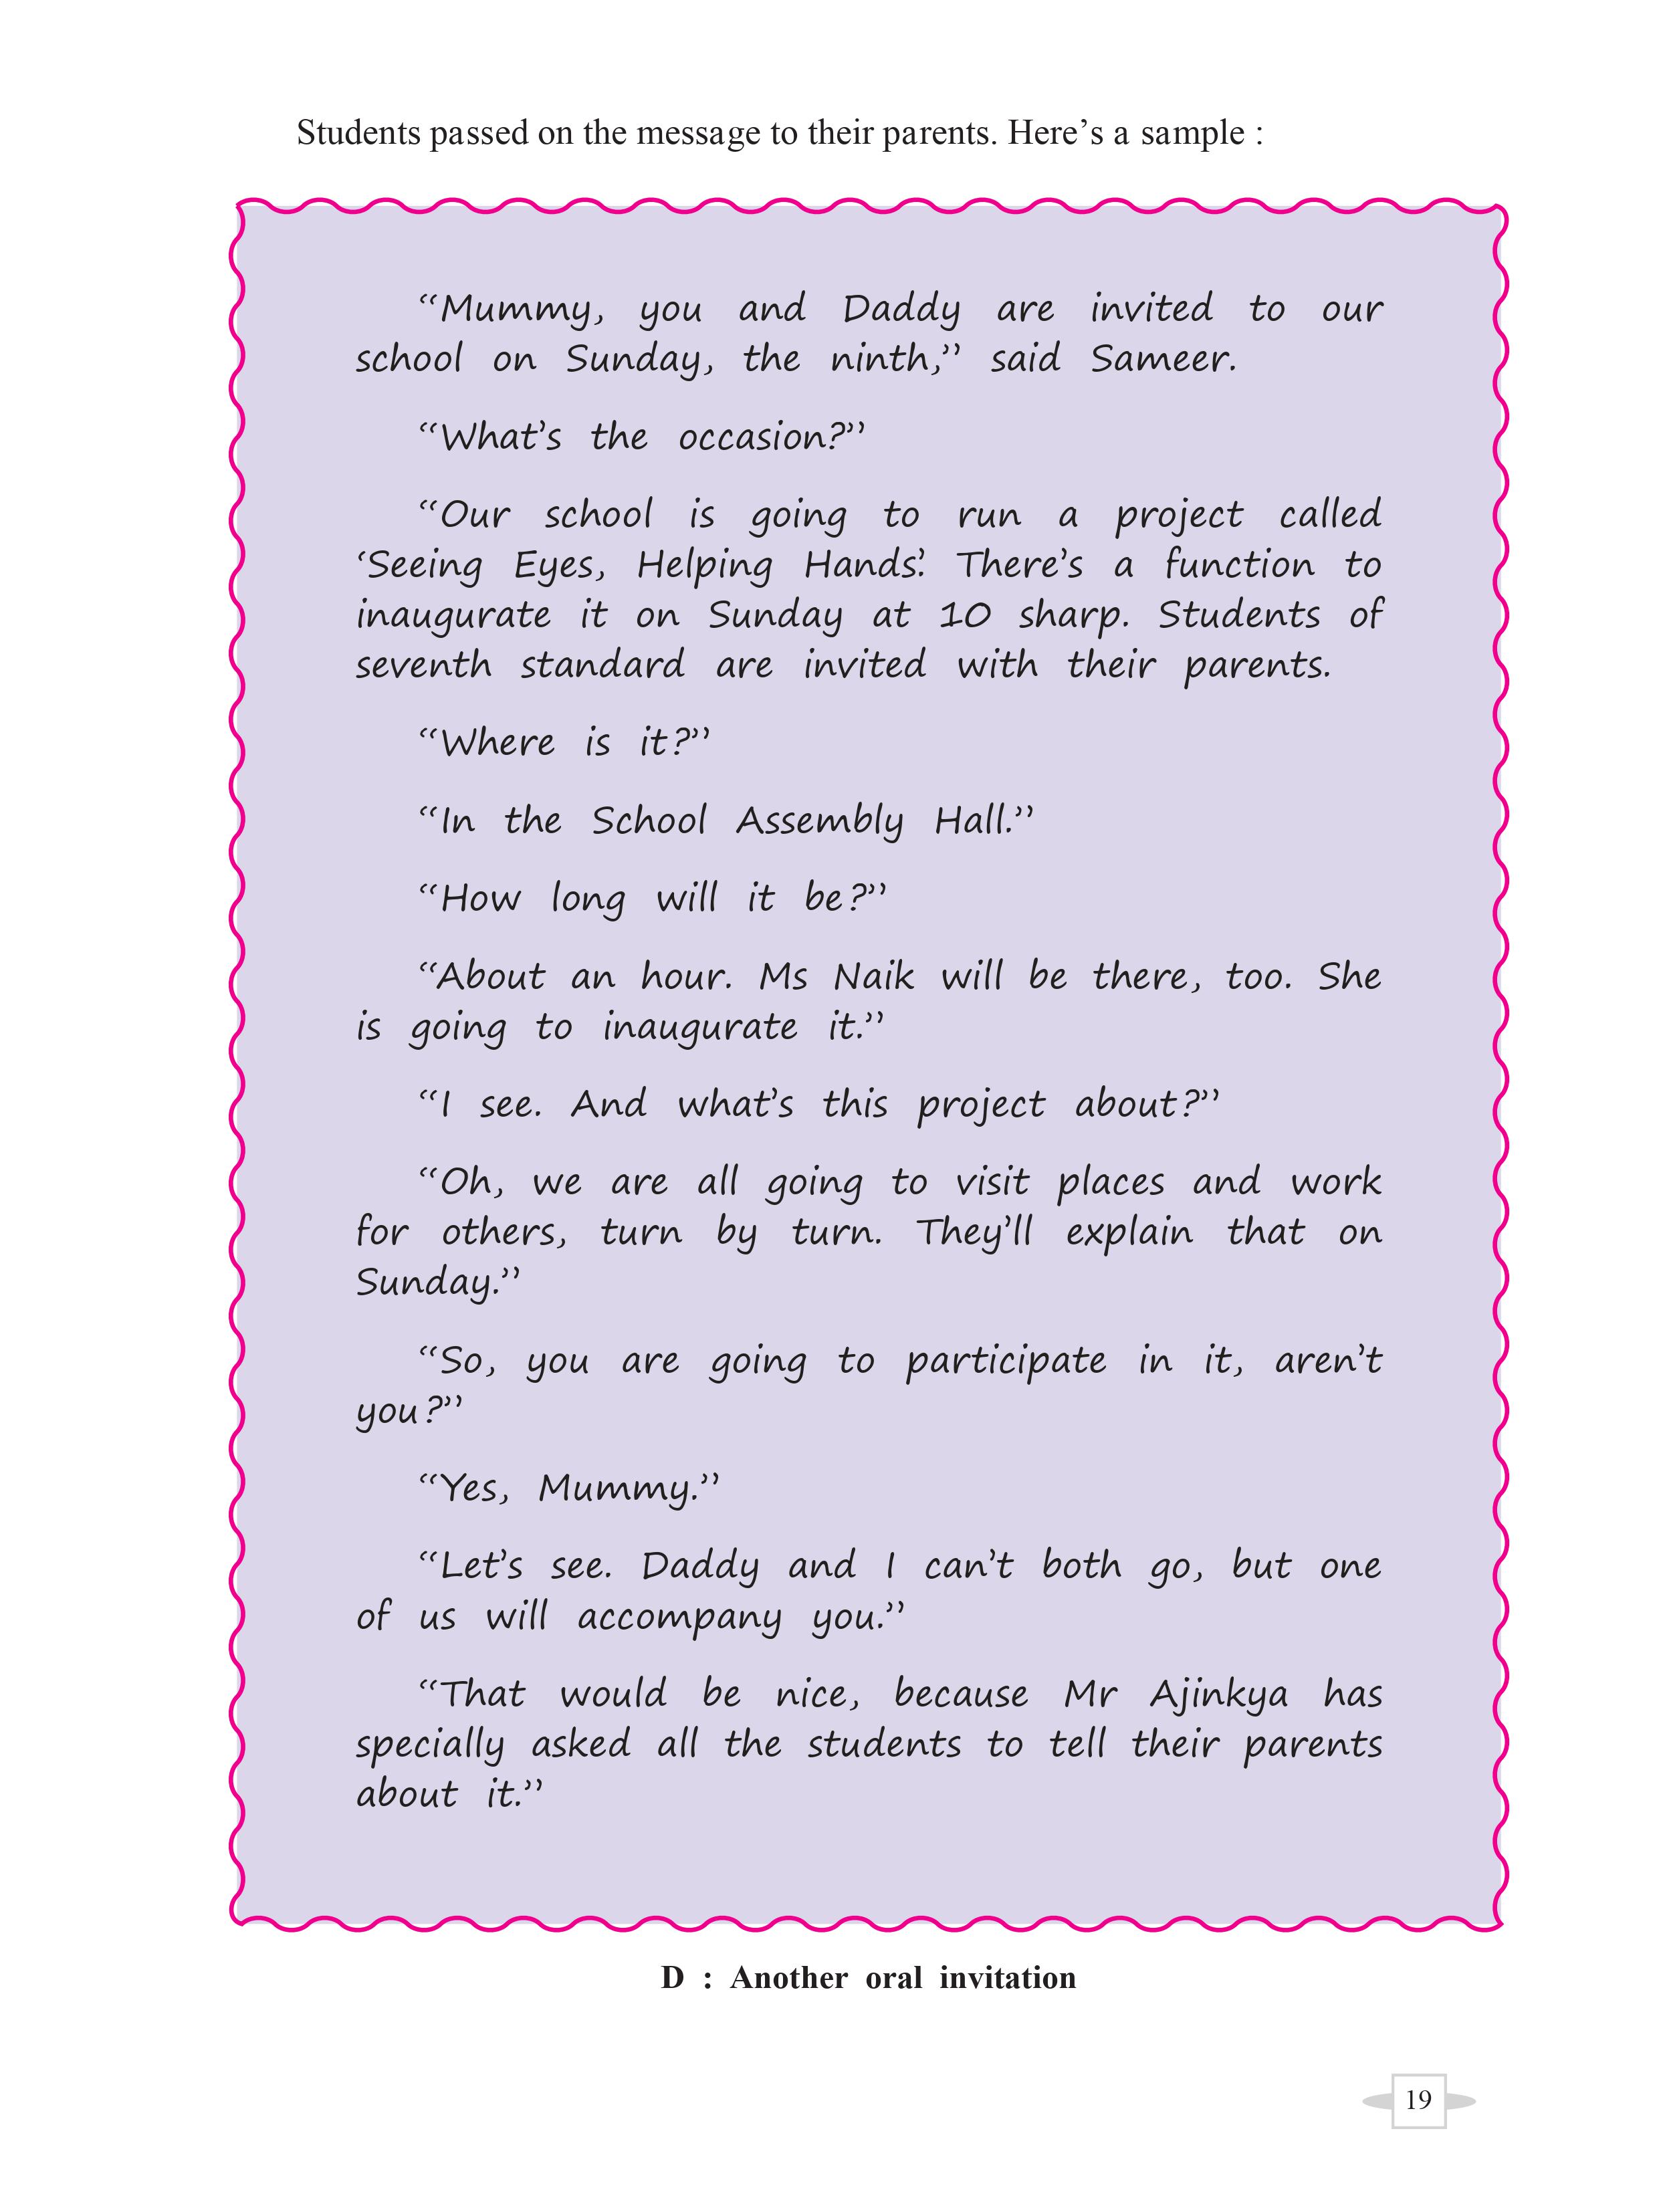 Students passed on the message to their parents. Here’s a sample :
“Mummy, you and Daddy are invited to our
school on Sunday, the ninth,” said Sameer.
“What’s the occasion?”
“Our school is going to run a project called
‘Seeing Eyes, Helping Hands’. There’s a function to
inaugurate it on Sunday at 10 sharp. Students of
seventh standard are invited with their parents.
“Where is it?”
“In the School Assembly Hall.”
“How long will it be?”
“About an hour. Ms Naik will be there, too. She
is going to inaugurate it.”
“I see. And what’s this project about?”
“Oh, we are all going to visit places and work
for others, turn by turn. They’ll explain that on
Sunday.”
“So, you are going to participate in it, aren’t
you?”
“Yes, Mummy.”
“Let’s see. Daddy and I can’t both go, but one
of us will accompany you.”
“That would be nice, because Mr Ajinkya has
specially asked all the students to tell their parents
about it.”
D : Another oral invitation
19